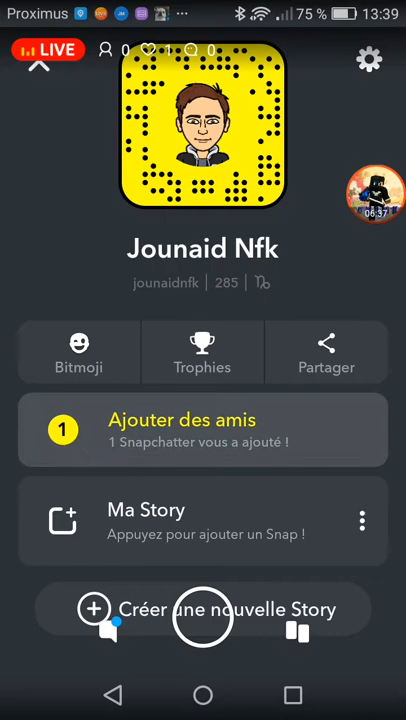 Proximus 75 % 13:39
LIVE 0 1 0
06:37
Jounaid Nfk
jounaidnfk | 285 |
Bitmoji
Trophies
Partager
1
Ajouter des amis
1 Snapchatter vous a ajouté !
Ma Story
Appuyez pour ajouter un Snap !
Créer une nouvelle Story